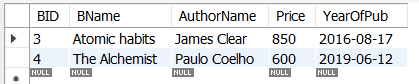 BID BName AuthorName Price YearOfPub
3 Atomic habits James Clear 850 2016-08-17
4 The Alchemist Paulo Coelho 600 2019-06-12
NULL NULL NULL NULL NULL